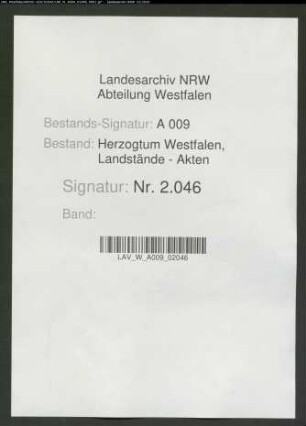 Landesarchiv NRW
Abteilung Westfalen
Bestands-Signatur: A 009
Bestand: Herzogtum Westfalen,
Landstände - Akten
Signatur: Nr. 2.046
Band:
LAV_W_A009_02046